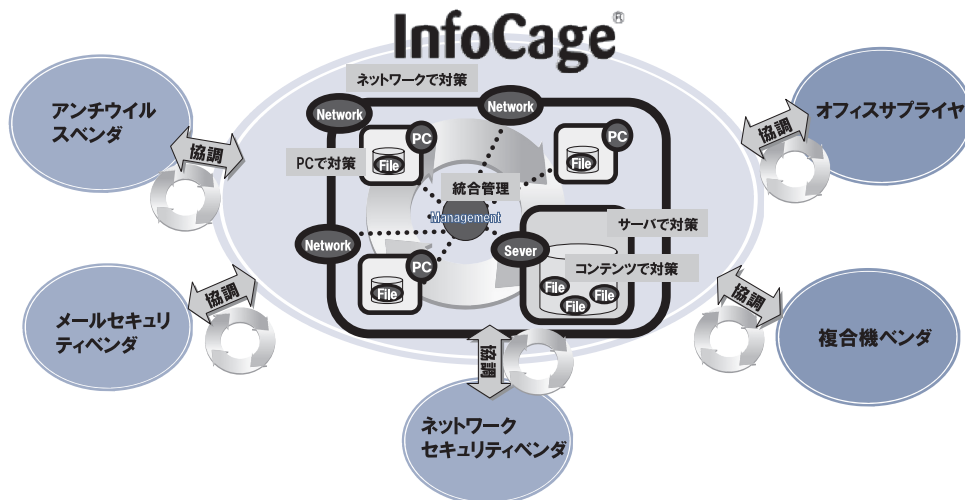 InfoCage®
ネットワークで対策
アンチウイル
スベンダ
オフィスサプライヤ
Network
Network
PC
PC
協調
協調
PCで対策
File
File
統合管理
Management
サーバで対策
Network
Sever
PC
コンテンツで対策
File
File
File
File
協調
協調
メールセキュリ
ティベンダ
複合機ベンダ
協調
ネットワーク
セキュリティベンダ